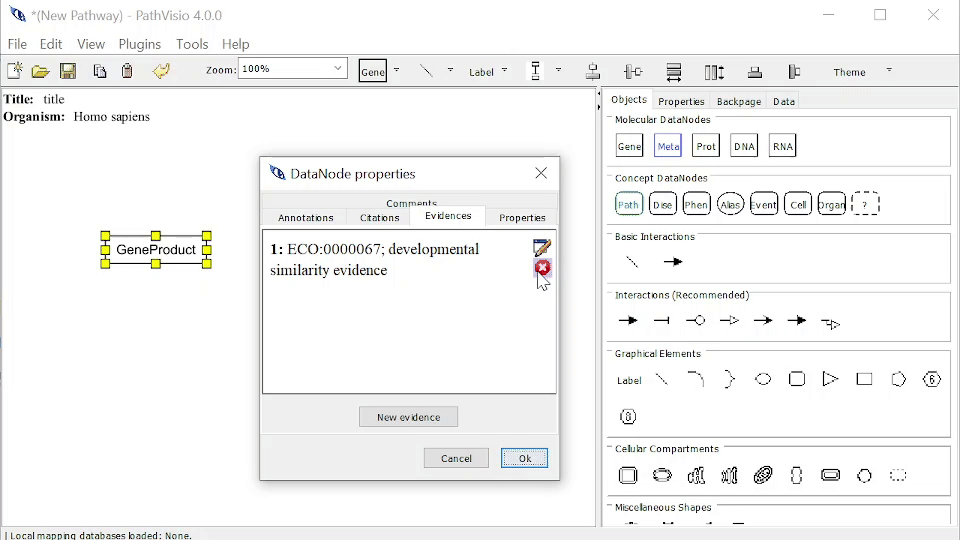 *(New Pathway) - PathVisio 4.0.0
File Edit View Plugins Tools Help
Zoom: 100% Gene Label Theme
Title: title
Organism: Homo sapiens
GeneProduct
DataNode properties
Comments
Annotations Citations Evidences Properties
1: ECO:0000067; developmental
similarity evidence
New evidence
Cancel Ok
Objects Properties Backpage Data
Molecular DataNodes
Gene Meta Prot DNA RNA
Concept DataNodes
Path Dise Phen Alias Event Cell Organ ?
Basic Interactions
Interactions (Recommended)
Graphical Elements
Label 6
8
Cellular Compartments
Miscellaneous Shapes
Local mapping databases loaded: None.